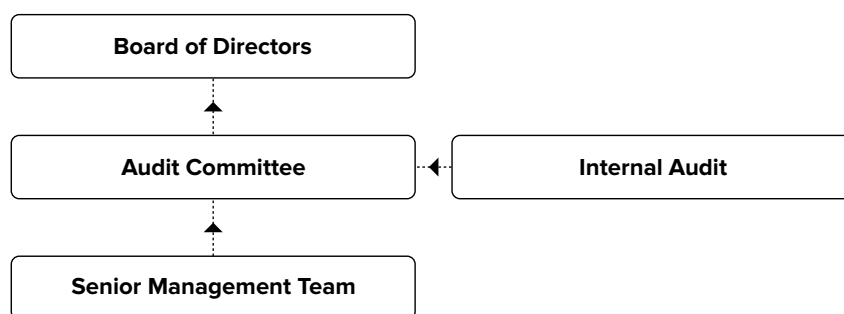 Board of Directors
Audit Committee
Internal Audit
Senior Management Team